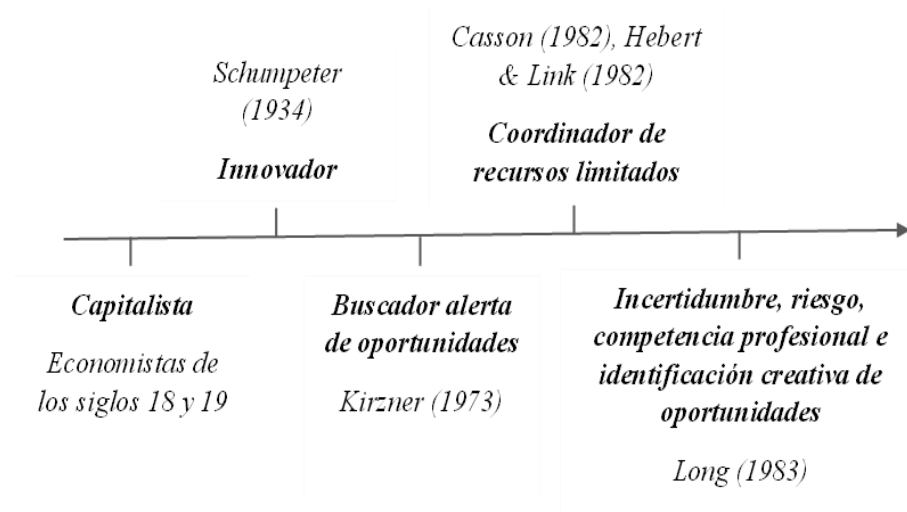 Schumpeter
(1934)
Innovador
Casson (1982), Hebert
& Link (1982)
Coordinador de
recursos limitados
Capitalista
Economistas de
los siglos 18 y 19
Buscador alerta
de oportunidades
Kirzner (1973)
Incertidumbre, riesgo,
competencia profesional e
identificación creativa de
oportunidades
Long (1983)